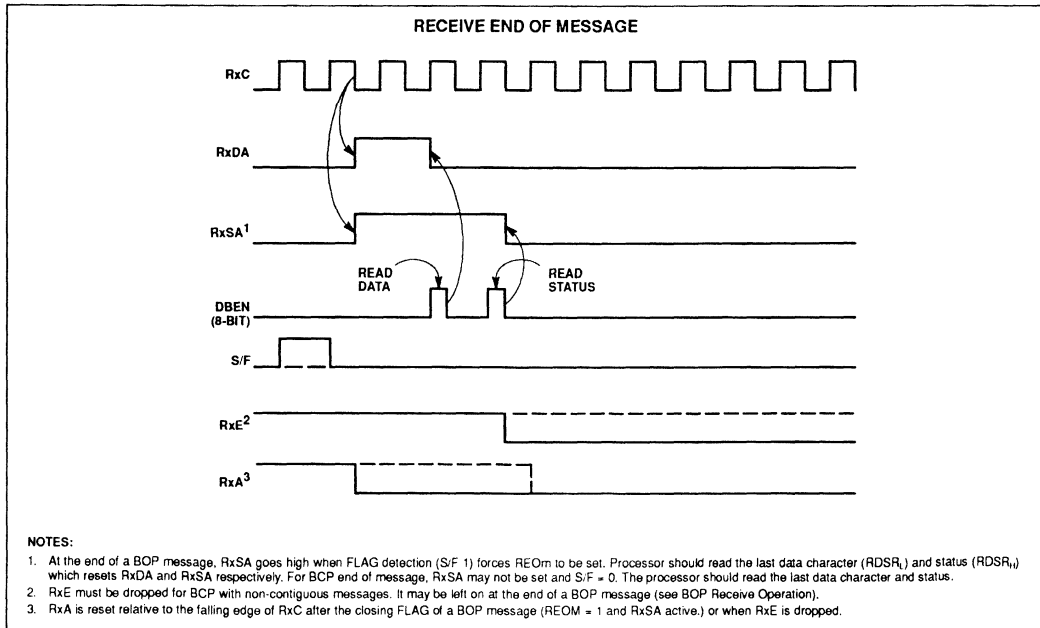 RECEIVE END OF MESSAGE
RxC
RxDA
RxSA¹
READ
DATA
READ
STATUS
DBEN
(8-BIT)
S/F
RxE²
RxA³
NOTES:
1. At the end of a BOP message, RxSA goes high when FLAG detection (S/F 1) forces REOm to be set. Processor should read the last data character (RDSR_L) and status (RDSR_H)
which resets RxDA and RxSA respectively. For BCP end of message, RxSA may not be set and S/F = 0. The processor should read the last data character and status.
2. RxE must be dropped for BCP with non-contiguous messages. It may be left on at the end of a BOP message (see BOP Receive Operation).
3. RxA is reset relative to the falling edge of RxC after the closing FLAG of a BOP message (REOM = 1 and RxSA active.) or when RxE is dropped.